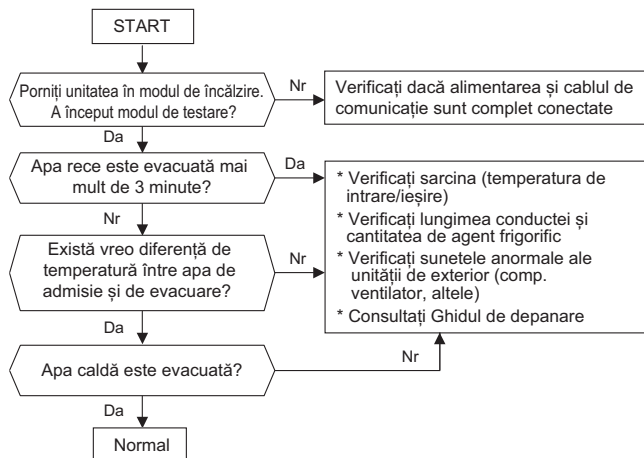 START
Porniți unitatea în modul de încălzire.
A început modul de testare?
Nr
Verificați dacă alimentarea și cablul de
comunicație sunt complet conectate
Da
Apa rece este evacuată mai
mult de 3 minute?
Da
* Verificați sarcina (temperatura de
intrare/ieșire)
* Verificați lungimea conductei și
cantitatea de agent frigorific
* Verificați sunetele anormale ale
unității de exterior (comp.
ventilator, altele)
* Consultați Ghidul de depanare
Nr
Există vreo diferență de
temperatură între apa de
admisie și de evacuare?
Nr
Da
Apa caldă este evacuată?
Nr
Da
Normal